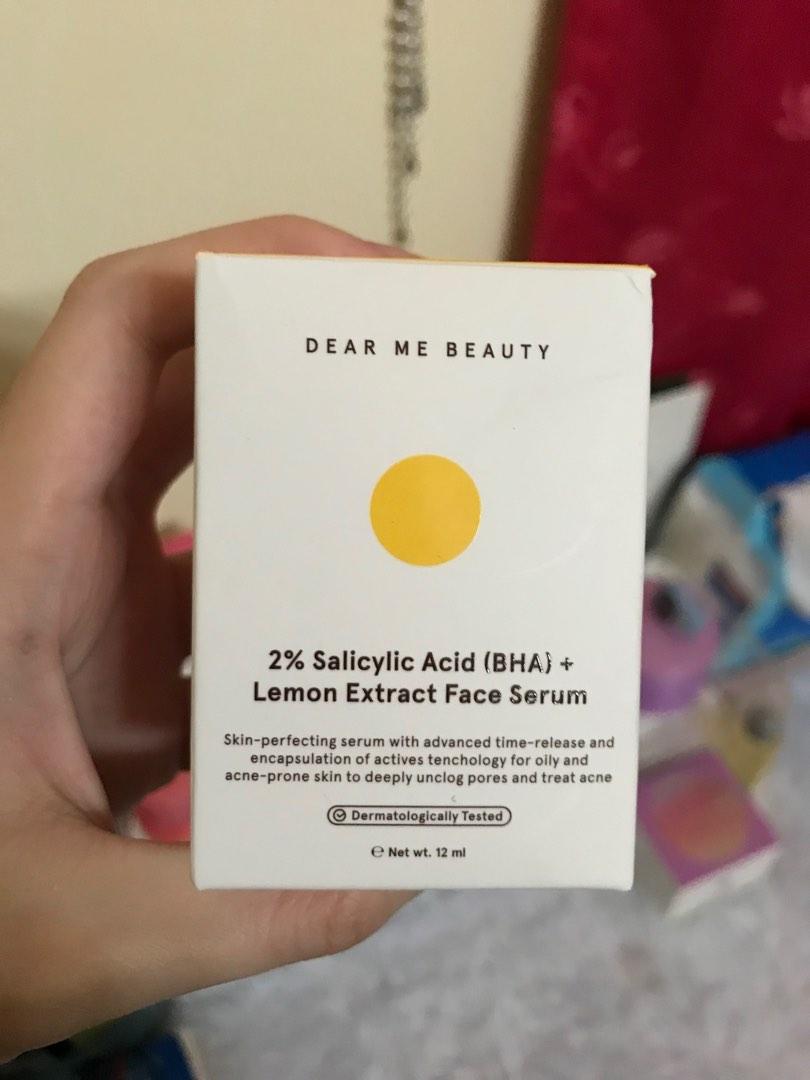 DEAR ME BEAUTY
2% Salicylic Acid (BHA) +
Lemon Extract Face Serum
Skin-perfecting serum with advanced time-release and
encapsulation of actives tenchology for oily and
acne-prone skin to deeply unclog pores and treat acne
Dermatologically Tested
℮ Net wt. 12 ml